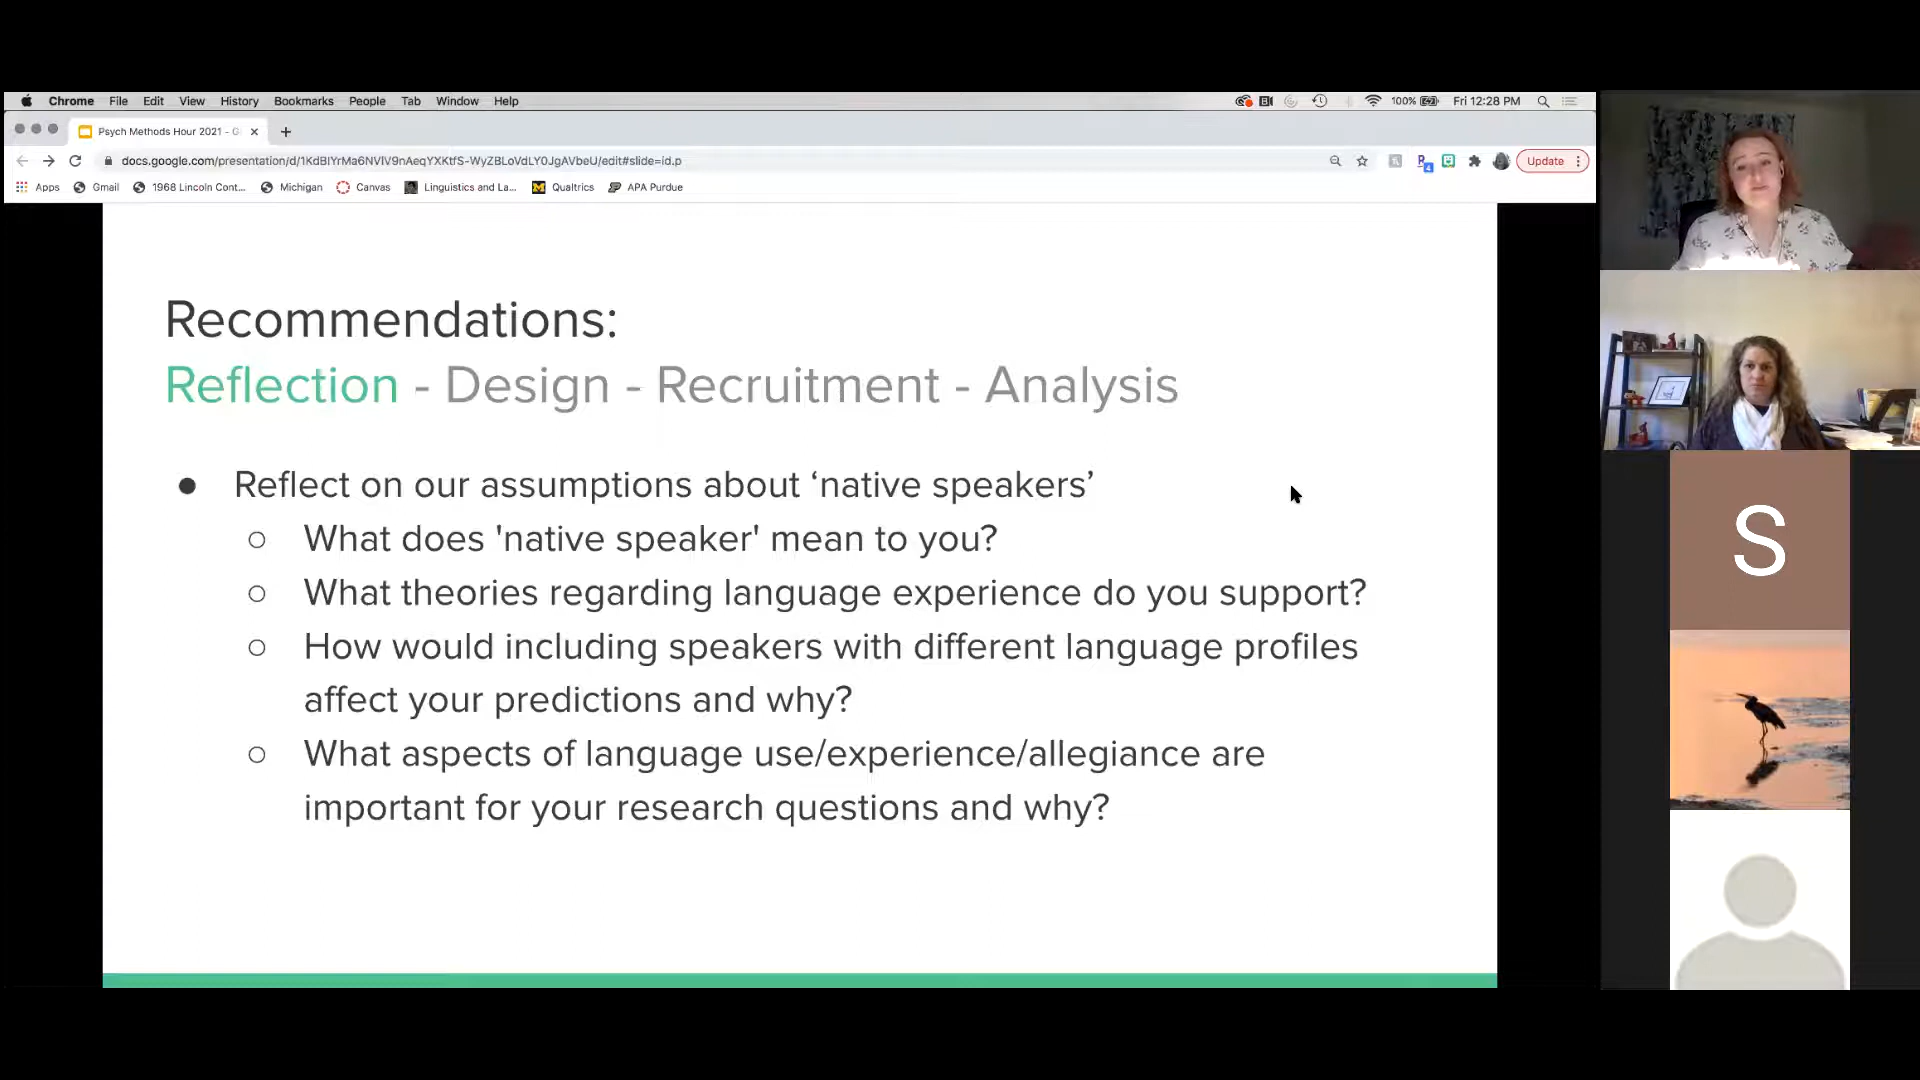 Chrome File Edit View History Bookmarks People Tab Window Help
100% Fri 12:28 PM
Psych Methods Hour 2021 - G
Update
Apps Gmail 1968 Lincoln Cont... Michigan Canvas Linguistics and La... Qualtrics APA Purdue
Recommendations:
Reflection - Design - Recruitment - Analysis
● Reflect on our assumptions about ‘native speakers’
○ What does 'native speaker' mean to you?
○ What theories regarding language experience do you support?
○ How would including speakers with different language profiles
affect your predictions and why?
○ What aspects of language use/experience/allegiance are
important for your research questions and why?
S